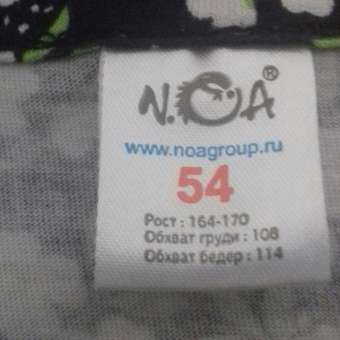 N.OA®
www.noagroup.ru
54
Рост : 164-170
Обхват груди : 108
Обхват бедер : 114